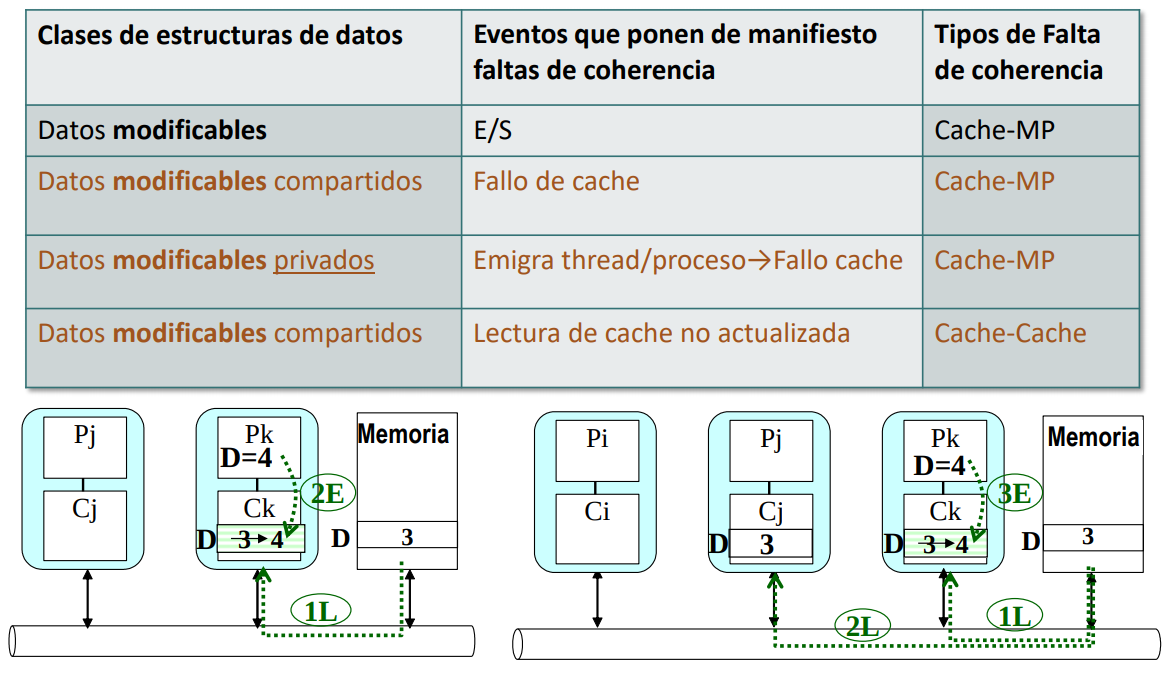 Clases de estructuras de datos
Eventos que ponen de manifiesto
faltas de coherencia
Tipos de Falta
de coherencia
Datos modificables
E/S
Cache-MP
Datos modificables compartidos
Fallo de cache
Cache-MP
Datos modificables privados
Emigra thread/proceso→Fallo cache
Cache-MP
Datos modificables compartidos
Lectura de cache no actualizada
Cache-Cache
Pj
Cj
Pk
D=4
2E
Ck
D 3→4
Memoria
D 3
1L
Pi
Ci
Pj
Cj
D 3
Pk
D=4
3E
Ck
D 3→4
Memoria
D 3
2L
1L